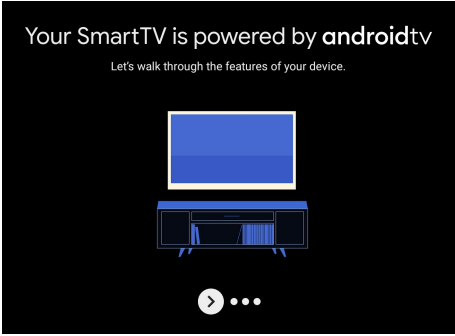 Your SmartTV is powered by androidtv
Let's walk through the features of your device.